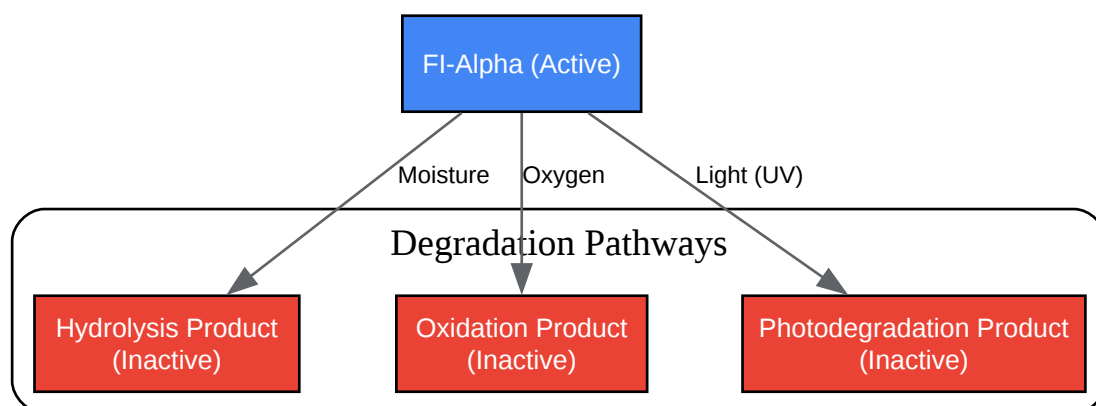 FI-Alpha (Active)
Moisture
Oxygen
Light (UV)
Degradation Pathways
Hydrolysis Product
(Inactive)
Oxidation Product
(Inactive)
Photodegradation Product
(Inactive)